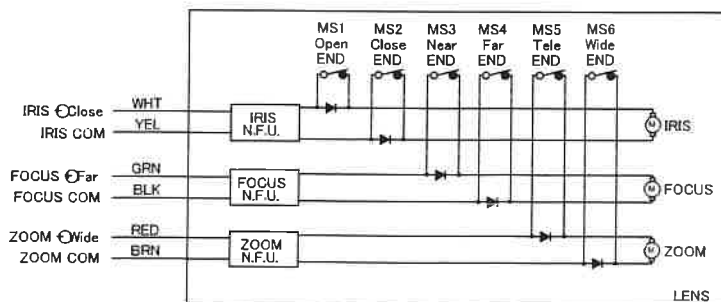 MS1 MS2 MS3 MS4 MS5 MS6
Open Close Near Far Tele Wide
END END END END END END
IRIS ⊖Close WHT
IRIS COM YEL
IRIS
N.F.U.
M IRIS
FOCUS ⊖Far GRN
FOCUS COM BLK
FOCUS
N.F.U.
M FOCUS
ZOOM ⊖Wide RED
ZOOM COM BRN
ZOOM
N.F.U.
M ZOOM
LENS